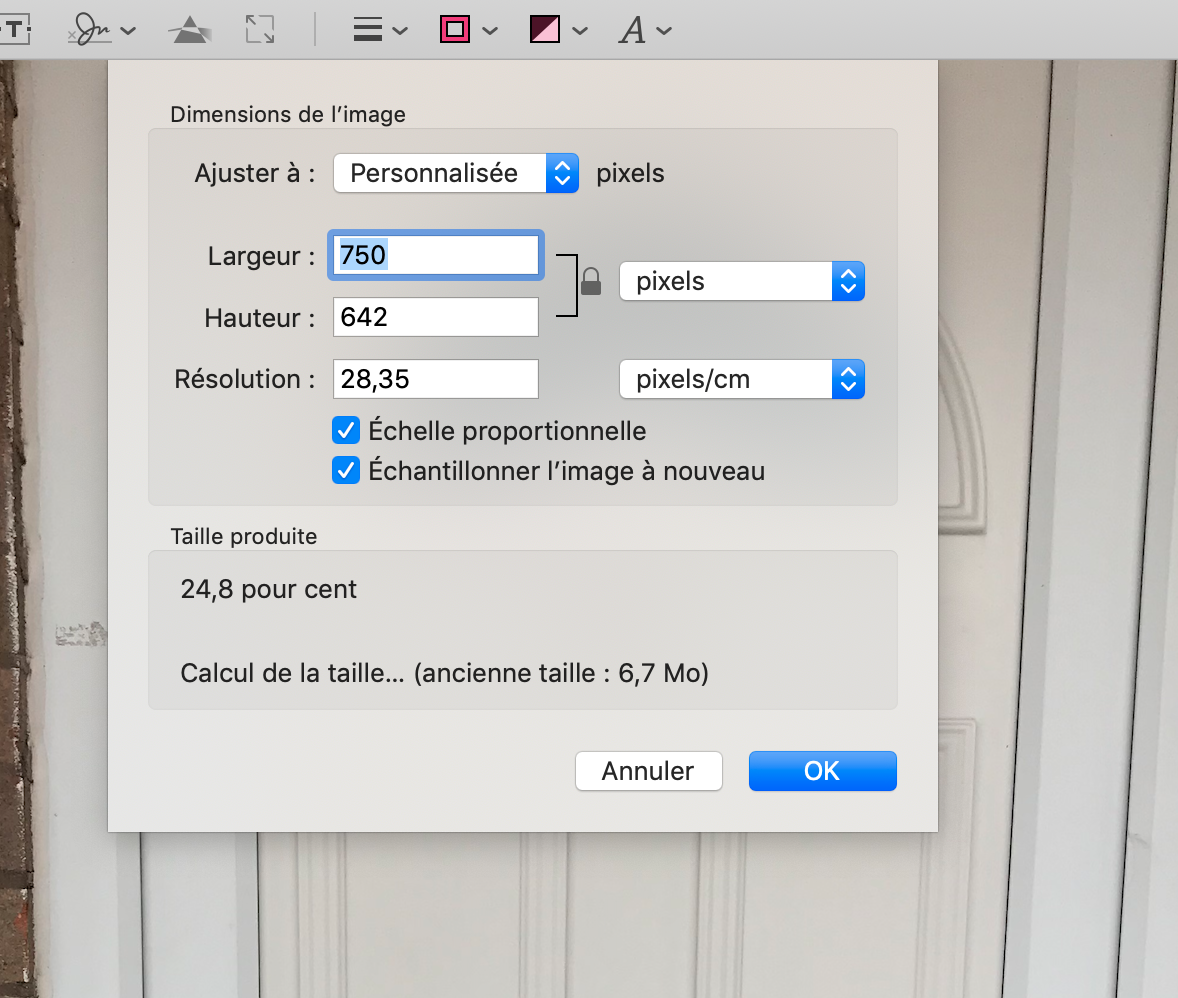 T
A
Dimensions de l’image
Ajuster à : Personnalisée pixels
Largeur : 750
pixels
Hauteur : 642
Résolution : 28,35 pixels/cm
Échelle proportionnelle
Échantillonner l’image à nouveau
Taille produite
24,8 pour cent
Calcul de la taille... (ancienne taille : 6,7 Mo)
Annuler OK